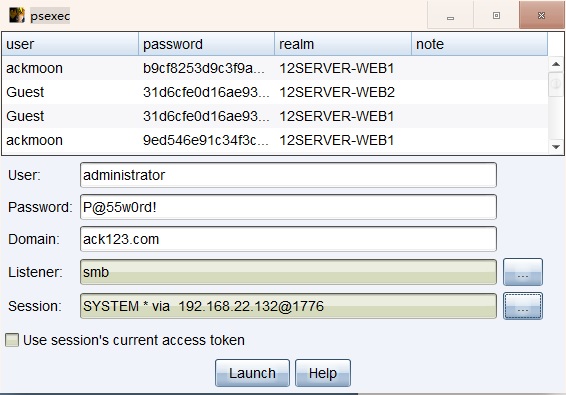 psexec
user password realm note
ackmoon b9cf8253d9c3f9a... 12SERVER-WEB1
Guest 31d6cfe0d16ae93... 12SERVER-WEB2
Guest 31d6cfe0d16ae93... 12SERVER-WEB1
ackmoon 9ed546e91c34f3c... 12SERVER-WEB1
User: administrator
Password: P@55w0rd!
Domain: ack123.com
Listener: smb ...
Session: SYSTEM * via 192.168.22.132@1776 ...
Use session's current access token
Launch Help